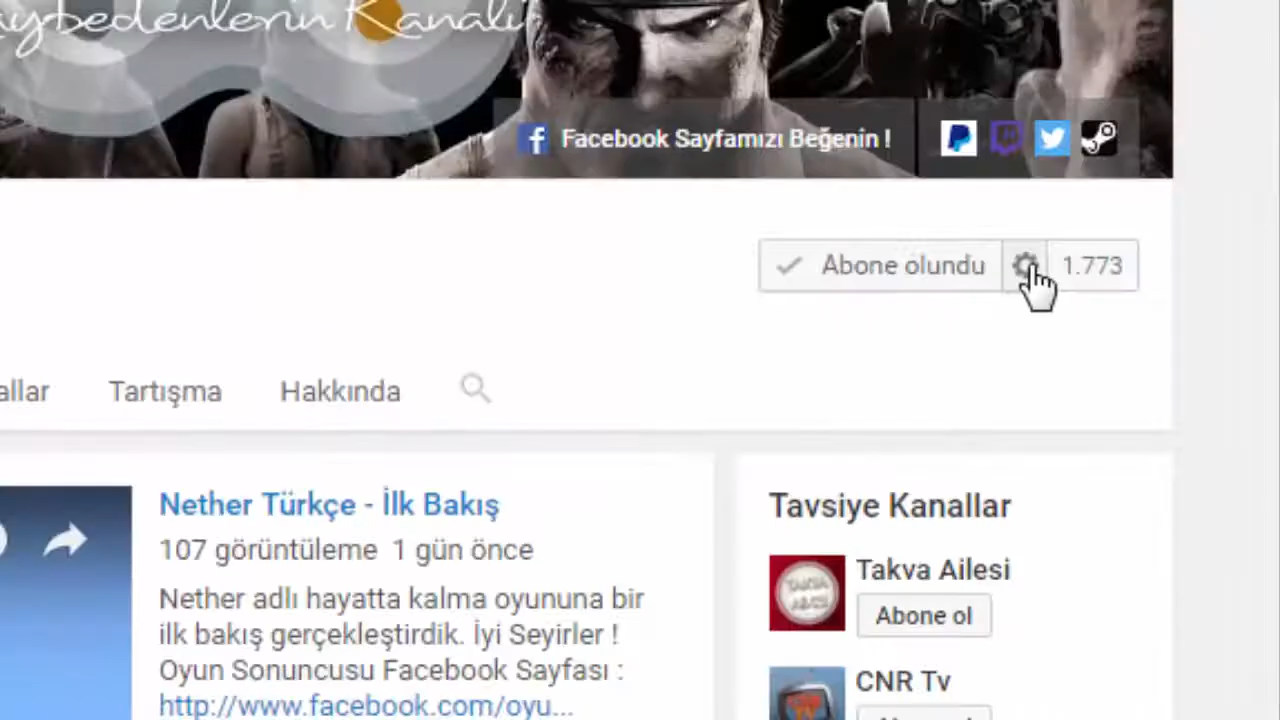 Kanalı
Facebook Sayfamızı Beğenin !
Abone olundu 1.773
Tartışma Hakkında
Nether Türkçe - İlk Bakış
107 görüntüleme 1 gün önce
Nether adlı hayatta kalma oyununa bir
ilk bakış gerçekleştirdik. İyi Seyirler !
Oyun Sonuncusu Facebook Sayfası :
http://www.facebook.com/oyu...
Tavsiye Kanallar
Takva Ailesi
Abone ol
CNR Tv